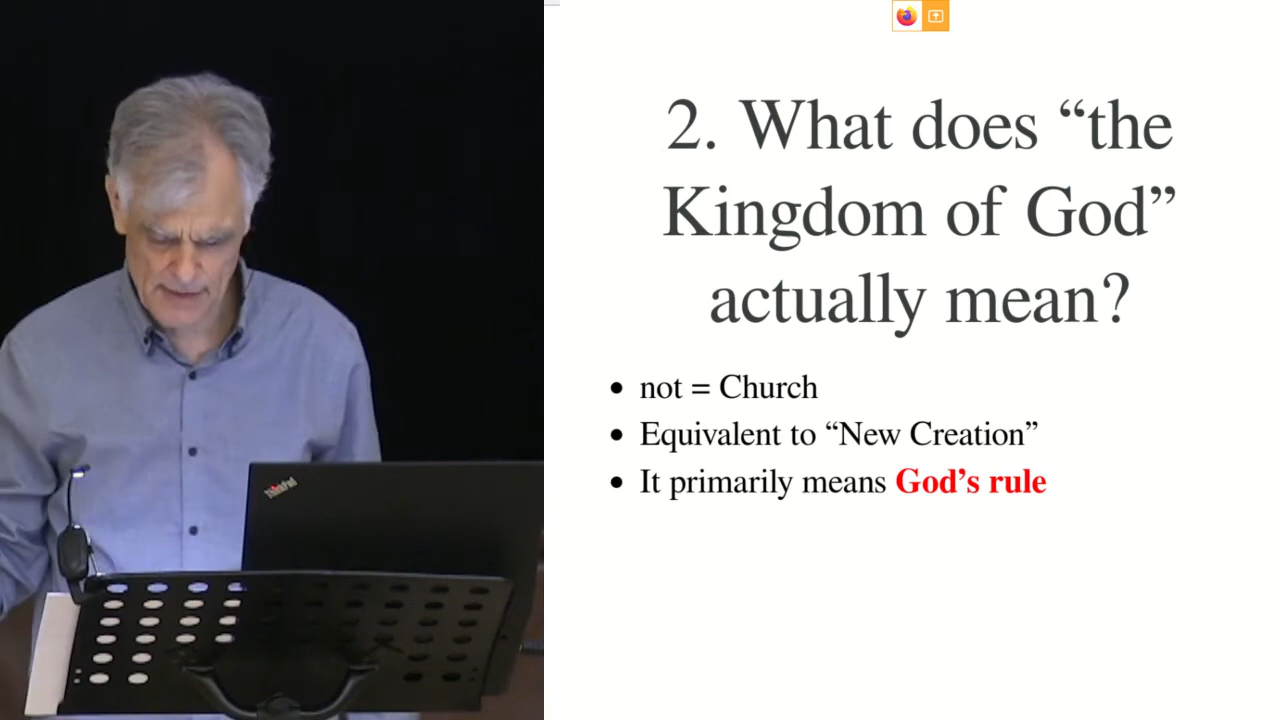 2. What does “the
Kingdom of God”
actually mean?
• not = Church
• Equivalent to “New Creation”
• It primarily means God’s rule
ThinkPad